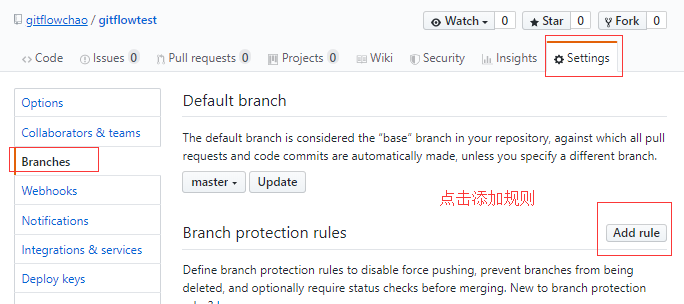 gitflowchao / gitflowtest
Watch 0 Star 0 Fork 0
Code Issues 0 Pull requests 0 Projects 0 Wiki Security Insights Settings
Options
Collaborators & teams
Branches
Webhooks
Notifications
Integrations & services
Deploy keys
Default branch
The default branch is considered the “base” branch in your repository, against which all pull
requests and code commits are automatically made, unless you specify a different branch.
master Update
点击添加规则
Branch protection rules Add rule
Define branch protection rules to disable force pushing, prevent branches from being
deleted, and optionally require status checks before merging. New to branch protection